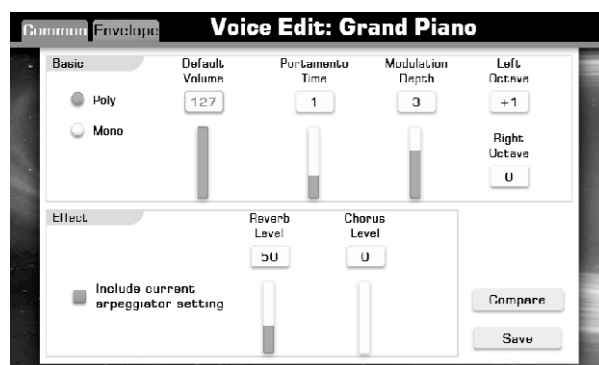 Common Envelope Voice Edit: Grand Piano
Basic
Default Volume
Portamento Time
Modulation Depth
Left Octave
Poly
127
1
3
+1
Mono
Right Octave
0
Effect
Reverb Level
Chorus Level
50
0
Include current
arpeggiator setting
Compare
Save